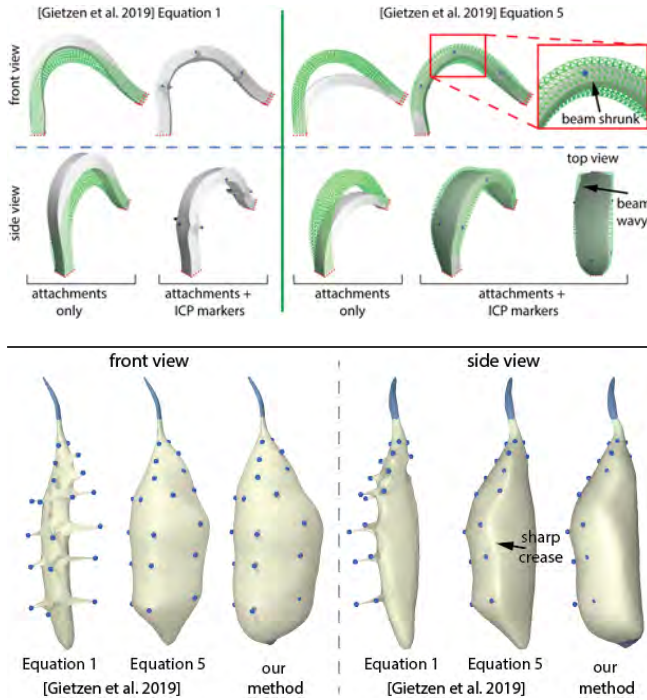 [Gietzen et al. 2019] Equation 1
[Gietzen et al. 2019] Equation 5
front view
beam shrunk
side view
top view
beam
wavy
attachments
only
attachments +
ICP markers
attachments
only
attachments +
ICP markers
front view
side view
sharp
crease
Equation 1
Equation 5
our
method
[Gietzen et al. 2019]
Equation 1
Equation 5
our
method
[Gietzen et al. 2019]